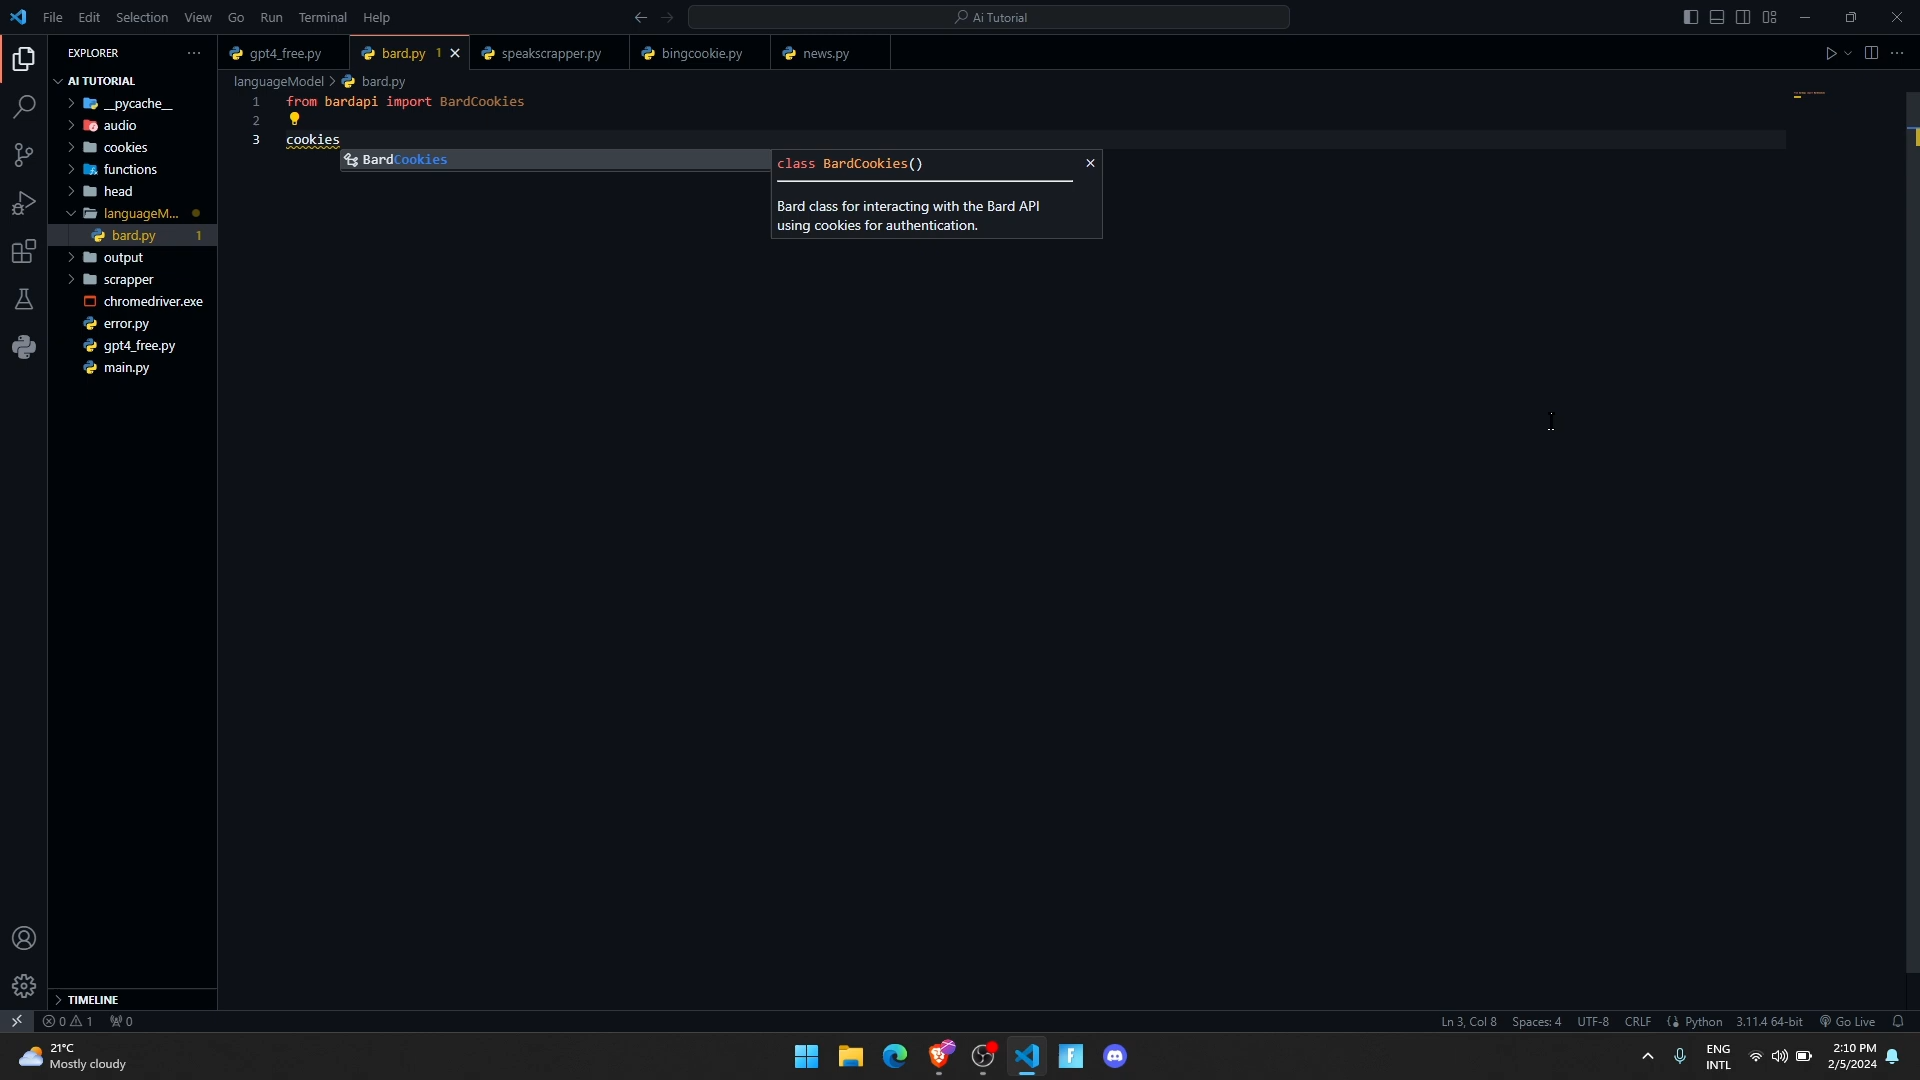 File Edit Selection View Go Run Terminal Help
Ai Tutorial
EXPLORER
gpt4_free.py
bard.py 1
speakscrapper.py
bingcookie.py
news.py
AI TUTORIAL
languageModel > bard.py
__pycache__
audio
cookies
functions
head
languageM...
bard.py 1
output
scrapper
chromedriver.exe
error.py
gpt4_free.py
main.py
1 from bardapi import BardCookies
2
3 cookies
BardCookies
class BardCookies()
Bard class for interacting with the Bard API
using cookies for authentication.
TIMELINE
0 1 0
Ln 3, Col 8 Spaces: 4 UTF-8 CRLF Python 3.11.4 64-bit Go Live
21°C
Mostly cloudy
ENG
INTL
2:10 PM
2/5/2024